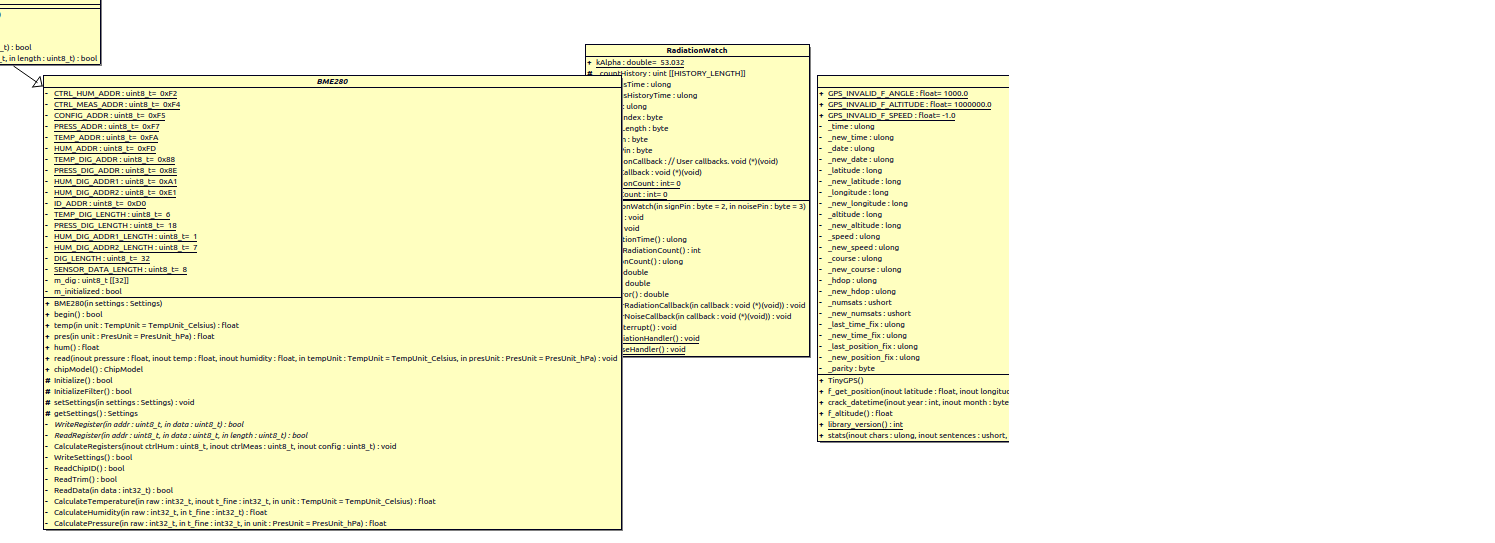 )
_t) : bool
_t, in length : uint8_t) : bool
BME280
- CTRL_HUM_ADDR : uint8_t= 0xF2
- CTRL_MEAS_ADDR : uint8_t= 0xF4
- CONFIG_ADDR : uint8_t= 0xF5
- PRESS_ADDR : uint8_t= 0xF7
- TEMP_ADDR : uint8_t= 0xFA
- HUM_ADDR : uint8_t= 0xFD
- TEMP_DIG_ADDR : uint8_t= 0x88
- PRESS_DIG_ADDR : uint8_t= 0x8E
- HUM_DIG_ADDR1 : uint8_t= 0xA1
- HUM_DIG_ADDR2 : uint8_t= 0xE1
- ID_ADDR : uint8_t= 0xD0
- TEMP_DIG_LENGTH : uint8_t= 6
- PRESS_DIG_LENGTH : uint8_t= 18
- HUM_DIG_ADDR1_LENGTH : uint8_t= 1
- HUM_DIG_ADDR2_LENGTH : uint8_t= 7
- DIG_LENGTH : uint8_t= 32
- SENSOR_DATA_LENGTH : uint8_t= 8
- m_dig : uint8_t [[32]]
- m_initialized : bool
+ BME280(in settings : Settings)
+ begin() : bool
+ temp(in unit : TempUnit = TempUnit_Celsius) : float
+ pres(in unit : PresUnit = PresUnit_hPa) : float
+ hum() : float
+ read(inout pressure : float, inout temp : float, inout humidity : float, in tempUnit : TempUnit = TempUnit_Celsius, in presUnit : PresUnit = PresUnit_hPa) : void
+ chipModel() : ChipModel
# Initialize() : bool
# InitializeFilter() : bool
# setSettings(in settings : Settings) : void
# getSettings() : Settings
- WriteRegister(in addr : uint8_t, in data : uint8_t) : bool
- ReadRegister(in addr : uint8_t, in data : uint8_t, in length : uint8_t) : bool
- CalculateRegisters(inout ctrlHum : uint8_t, inout ctrlMeas : uint8_t, inout config : uint8_t) : void
- WriteSettings() : bool
- ReadChipID() : bool
- ReadTrim() : bool
- ReadData(in data : int32_t) : bool
- CalculateTemperature(in raw : int32_t, inout t_fine : int32_t, in unit : TempUnit = TempUnit_Celsius) : float
- CalculateHumidity(in raw : int32_t, in t_fine : int32_t) : float
- CalculatePressure(in raw : int32_t, in t_fine : int32_t, in unit : PresUnit = PresUnit_hPa) : float
RadiationWatch
+ kAlpha : double= 53.032
# _countHistory : uint [[HISTORY_LENGTH]]
sTime : ulong
sHistoryTime : ulong
: ulong
ndex : byte
Length : byte
n : byte
Pin : byte
onCallback : // User callbacks. void (*)(void)
Callback : void (*)(void)
onCount : int= 0
Count : int= 0
onWatch(in signPin : byte = 2, in noisePin : byte = 3)
: void
void
tionTime() : ulong
RadiationCount() : int
nCount() : ulong
double
: double
ror() : double
rRadiationCallback(in callback : void (*)(void)) : void
rNoiseCallback(in callback : void (*)(void)) : void
terrupt() : void
iationHandler() : void
seHandler() : void
+ GPS_INVALID_F_ANGLE : float= 1000.0
+ GPS_INVALID_F_ALTITUDE : float= 1000000.0
+ GPS_INVALID_F_SPEED : float= -1.0
- _time : ulong
- _new_time : ulong
- _date : ulong
- _new_date : ulong
- _latitude : long
- _new_latitude : long
- _longitude : long
- _new_longitude : long
- _altitude : long
- _new_altitude : long
- _speed : ulong
- _new_speed : ulong
- _course : ulong
- _new_course : ulong
- _hdop : ulong
- _new_hdop : ulong
- _numsats : ushort
- _new_numsats : ushort
- _last_time_fix : ulong
- _new_time_fix : ulong
- _last_position_fix : ulong
- _new_position_fix : ulong
- _parity : byte
+ TinyGPS()
+ f_get_position(inout latitude : float, inout longitud
+ crack_datetime(inout year : int, inout month : byte
+ f_altitude() : float
+ library_version() : int
+ stats(inout chars : ulong, inout sentences : ushort,